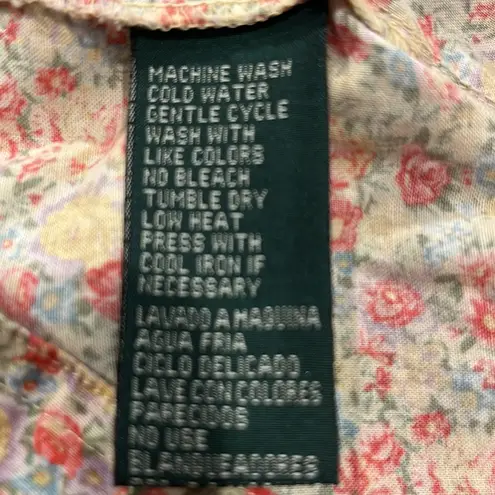 MACHINE WASH
COLD WATER
GENTLE CYCLE
WASH WITH
LIKE COLORS
NO BLEACH
TUMBLE DRY
LOW HEAT
PRESS WITH
COOL IRON IF
NECESSARY
LAVADO A MAQUINA
AGUA FRIA
CICLO DELICADO
LAVE CON COLORES
PARECIDOS
NO USE
BLANQUEADORES